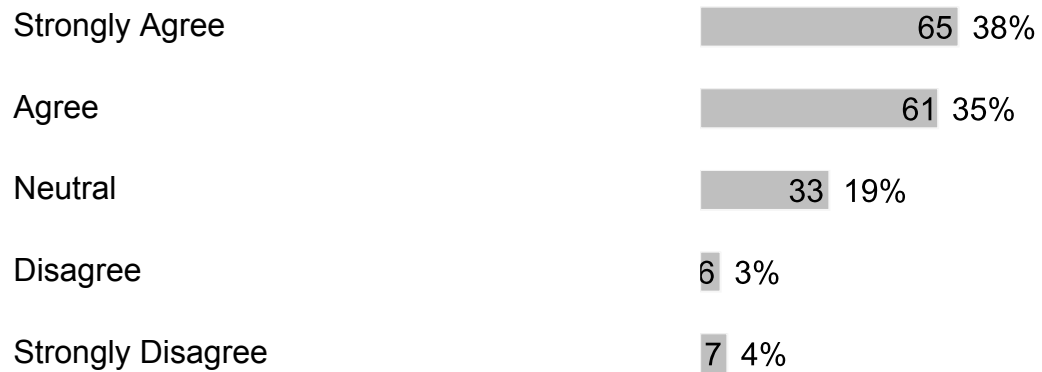 Strongly Agree 65 38%
Agree 61 35%
Neutral 33 19%
Disagree 6 3%
Strongly Disagree 7 4%